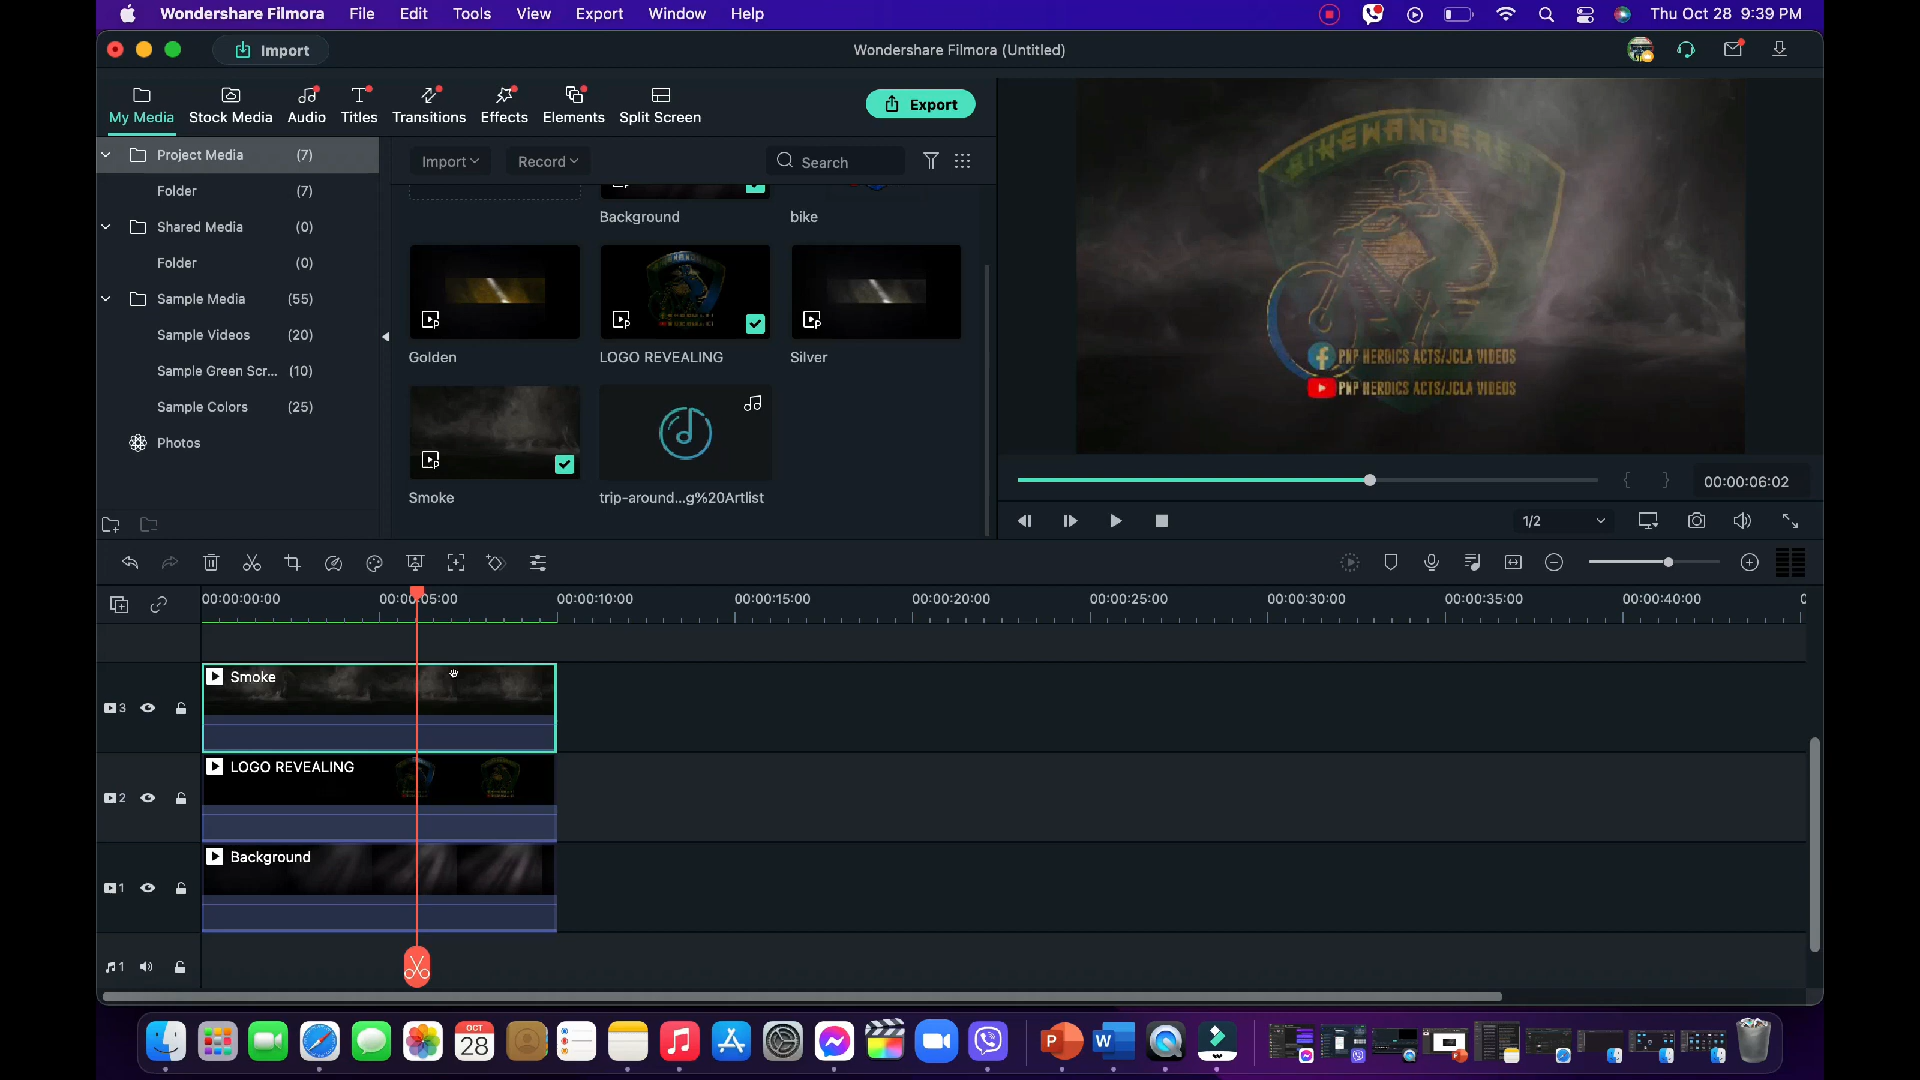 Wondershare Filmora File Edit Tools View Export Window Help
Thu Oct 28 9:39 PM
Import
Wondershare Filmora (Untitled)
My Media Stock Media Audio Titles Transitions Effects Elements Split Screen
Export
Project Media (7)
Folder (7)
Shared Media (0)
Folder (0)
Sample Media (55)
Sample Videos (20)
Sample Green Scr... (10)
Sample Colors (25)
Photos
Import Record Search
Background bike
Golden LOGO REVEALING Silver
Smoke trip-around...g%20Artlist
BIKEWANDERERS
PNP HEROICS ACTS/JCLA VIDEOS
PNP HEROICS ACTS/JCLA VIDEOS
00:00:06:02
1/2
00:00:00:00 00:00:05:00 00:00:10:00 00:00:15:00 00:00:20:00 00:00:25:00 00:00:30:00 00:00:35:00 00:00:40:00
Smoke
3
LOGO REVEALING
2
Background
1
1
OCT
28
P W